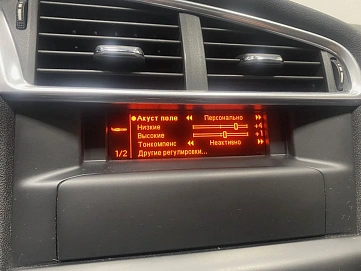 ●Акуст поле ◀◀ Персонально ▶▶
Низкие +4
Высокие +1
Тонкомпенс ◀◀ Неактивно ▶▶
1/2 Другие регулировки...